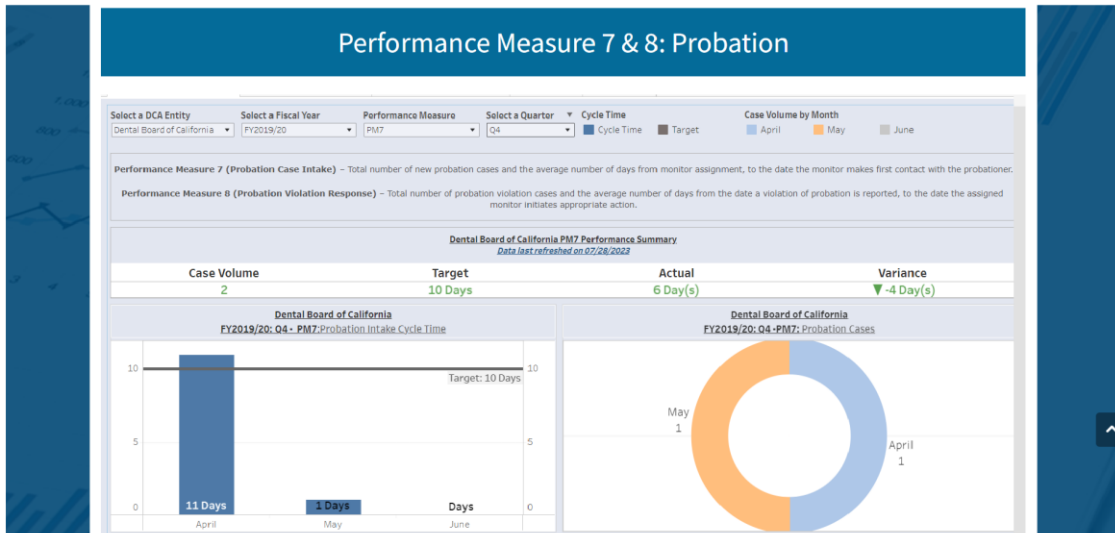 Performance Measure 7 & 8: Probation
Select a DCA Entity Select a Fiscal Year Performance Measure Select a Quarter Cycle Time Case Volume by Month
Dental Board of California FY2019/20 PM7 Q4 Cycle Time Target April May June
Performance Measure 7 (Probation Case Intake) – Total number of new probation cases and the average number of days from monitor assignment, to the date the monitor makes first contact with the probationer.
Performance Measure 8 (Probation Violation Response) – Total number of probation violation cases and the average number of days from the date a violation of probation is reported, to the date the assigned
monitor initiates appropriate action.
Dental Board of California PM7 Performance Summary
Data last refreshed on 07/28/2023
Case Volume Target Actual Variance
2 10 Days 6 Day(s) ▼ -4 Day(s)
Dental Board of California
FY2019/20: Q4 - PM7:Probation Intake Cycle Time
10 10
Target: 10 Days
5 5
0 11 Days 1 Days Days 0
April May June
Dental Board of California
FY2019/20: Q4 -PM7: Probation Cases
May
1
April
1